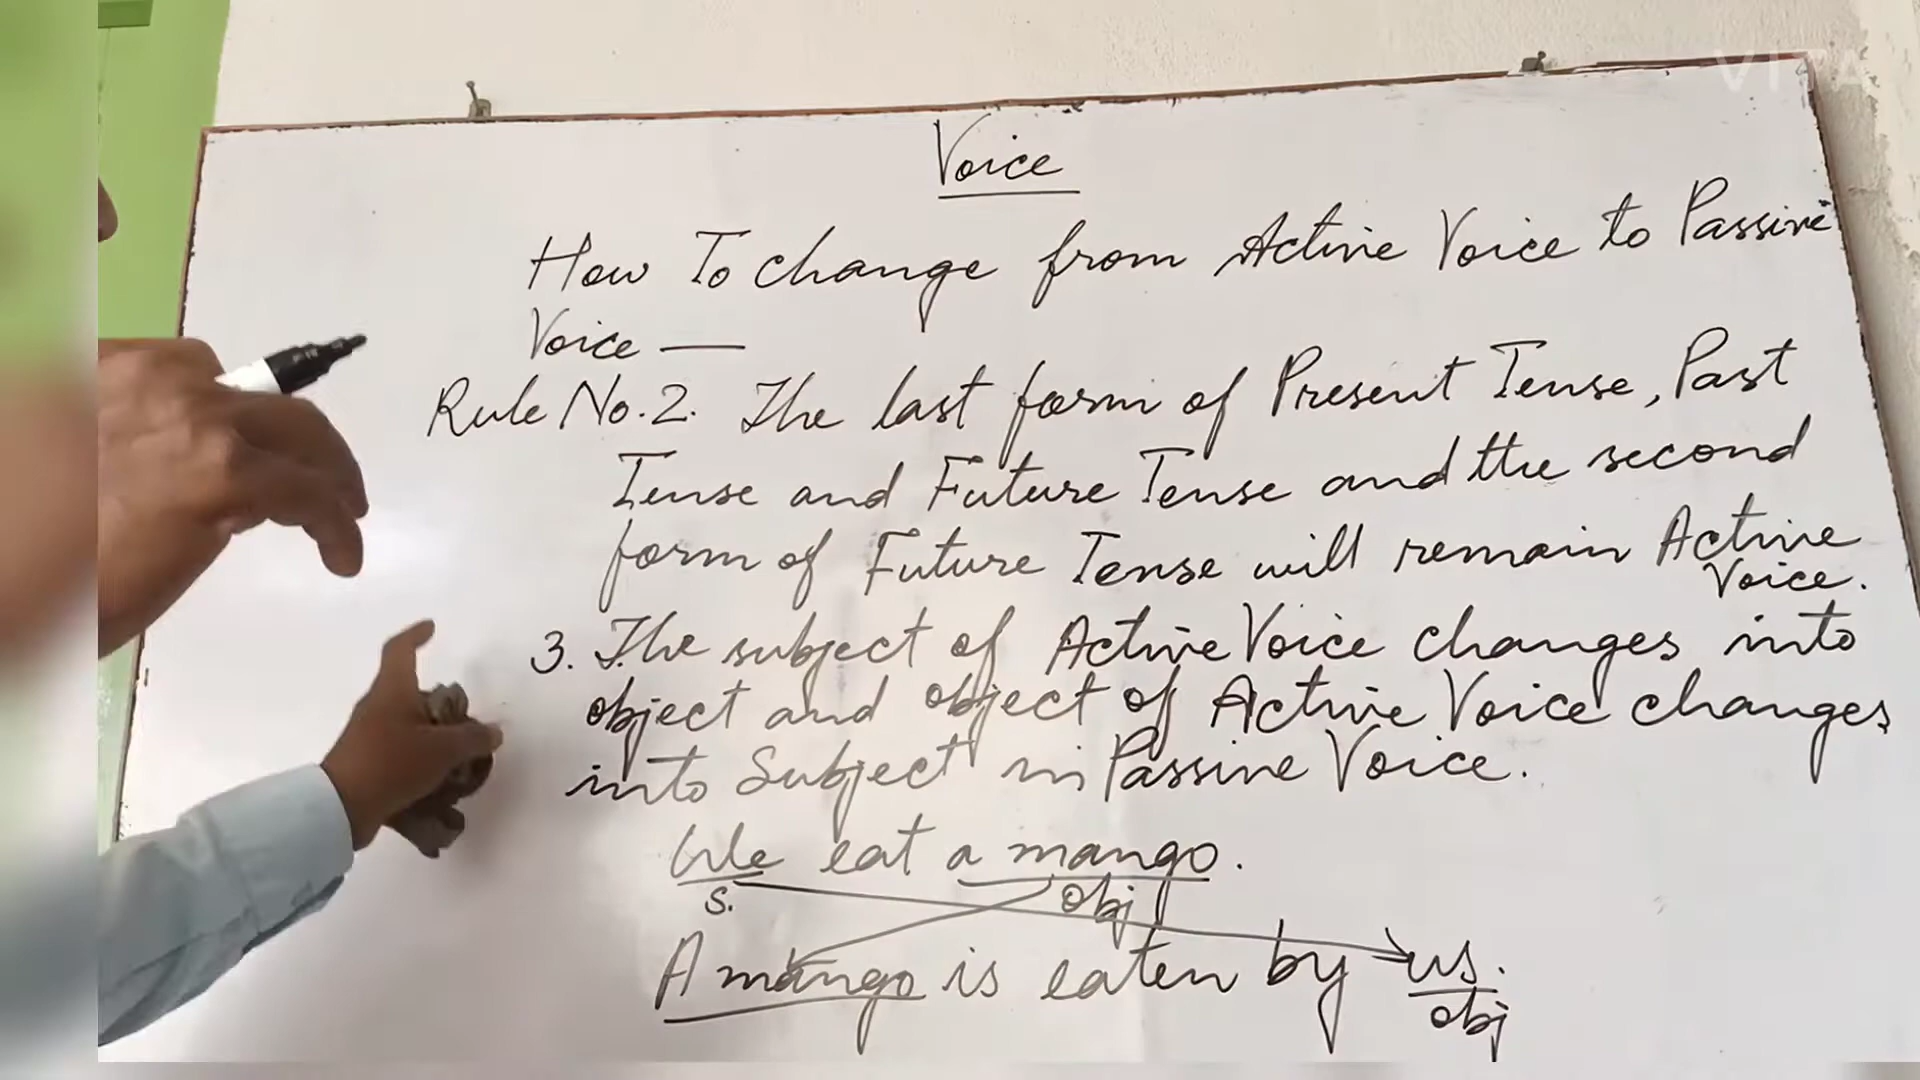 Voice
How To change from Active Voice to Passive
Voice —
Rule No.2. The last form of Present Tense, Past
Tense and Future Tense and the second
form of Future Tense will remain Active
Voice.
3. The subject of Active Voice changes into
object and object of Active Voice changes
into Subject in Passive Voice.
We eat a mango.
s. obj
A mango is eaten by us.
obj